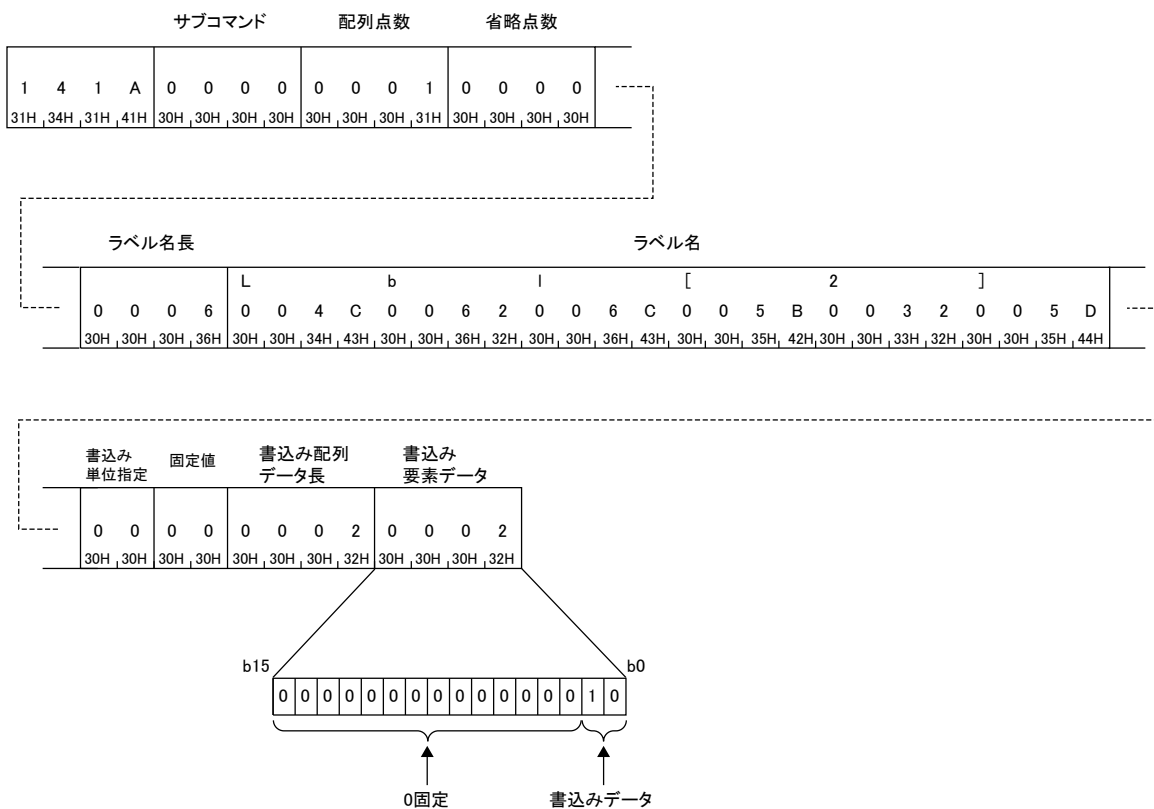 サブコマンド 配列点数 省略点数
1 4 1 A 0 0 0 0 0 0 0 1 0 0 0 0
31H 34H 31H 41H 30H 30H 30H 30H 30H 30H 30H 31H 30H 30H 30H 30H
ラベル名長 ラベル名
L b l [ 2 ]
0 0 0 6 0 0 4 C 0 0 6 2 0 0 6 C 0 0 5 B 0 0 3 2 0 0 5 D
30H 30H 30H 36H 30H 30H 34H 43H 30H 30H 36H 32H 30H 30H 36H 43H 30H 30H 35H 42H 30H 30H 33H 32H 30H 30H 35H 44H
書込み 単位指定 固定値 書込み配列 データ長 書込み 要素データ
0 0 0 0 0 0 0 2 0 0 0 2
30H 30H 30H 30H 30H 30H 30H 32H 30H 30H 30H 32H
b15 b0
0 0 0 0 0 0 0 0 0 0 0 0 0 0 1 0
0固定 書込みデータ